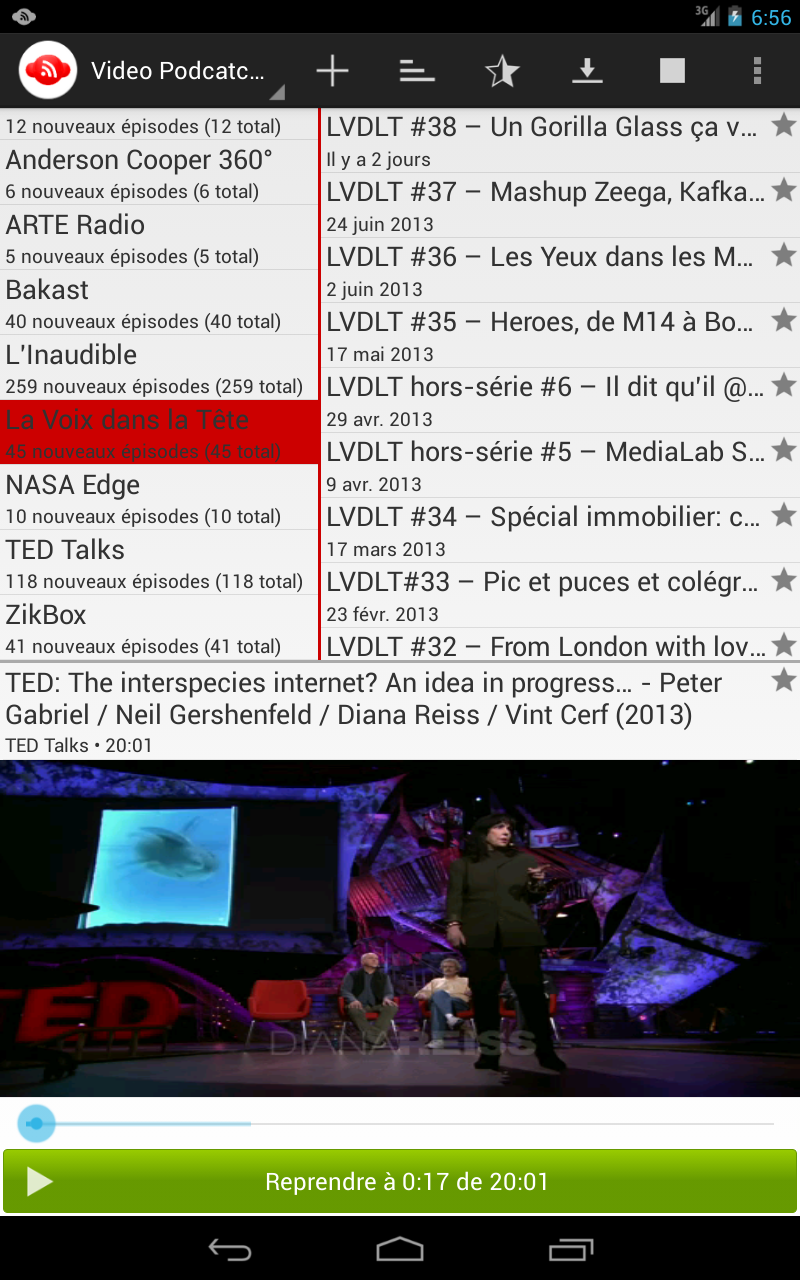 3G
6:56
Video Podcatc...
12 nouveaux épisodes (12 total)
Anderson Cooper 360°
6 nouveaux épisodes (6 total)
ARTE Radio
5 nouveaux épisodes (5 total)
Bakast
40 nouveaux épisodes (40 total)
L'Inaudible
259 nouveaux épisodes (259 total)
La Voix dans la Tête
45 nouveaux épisodes (45 total)
NASA Edge
10 nouveaux épisodes (10 total)
TED Talks
118 nouveaux épisodes (118 total)
ZikBox
41 nouveaux épisodes (41 total)
LVDLT #38 – Un Gorilla Glass ça v...
Il y a 2 jours
LVDLT #37 – Mashup Zeega, Kafka...
24 juin 2013
LVDLT #36 – Les Yeux dans les M...
2 juin 2013
LVDLT #35 – Heroes, de M14 à Bo...
17 mai 2013
LVDLT hors-série #6 – Il dit qu'il @...
29 avr. 2013
LVDLT hors-série #5 – MediaLab S...
9 avr. 2013
LVDLT #34 – Spécial immobilier: c...
17 mars 2013
LVDLT#33 – Pic et puces et colégr...
23 févr. 2013
LVDLT #32 – From London with lov...
TED: The interspecies internet? An idea in progress... - Peter
Gabriel / Neil Gershenfeld / Diana Reiss / Vint Cerf (2013)
TED Talks • 20:01
TED
TED
DIANA REISS
Reprendre à 0:17 de 20:01